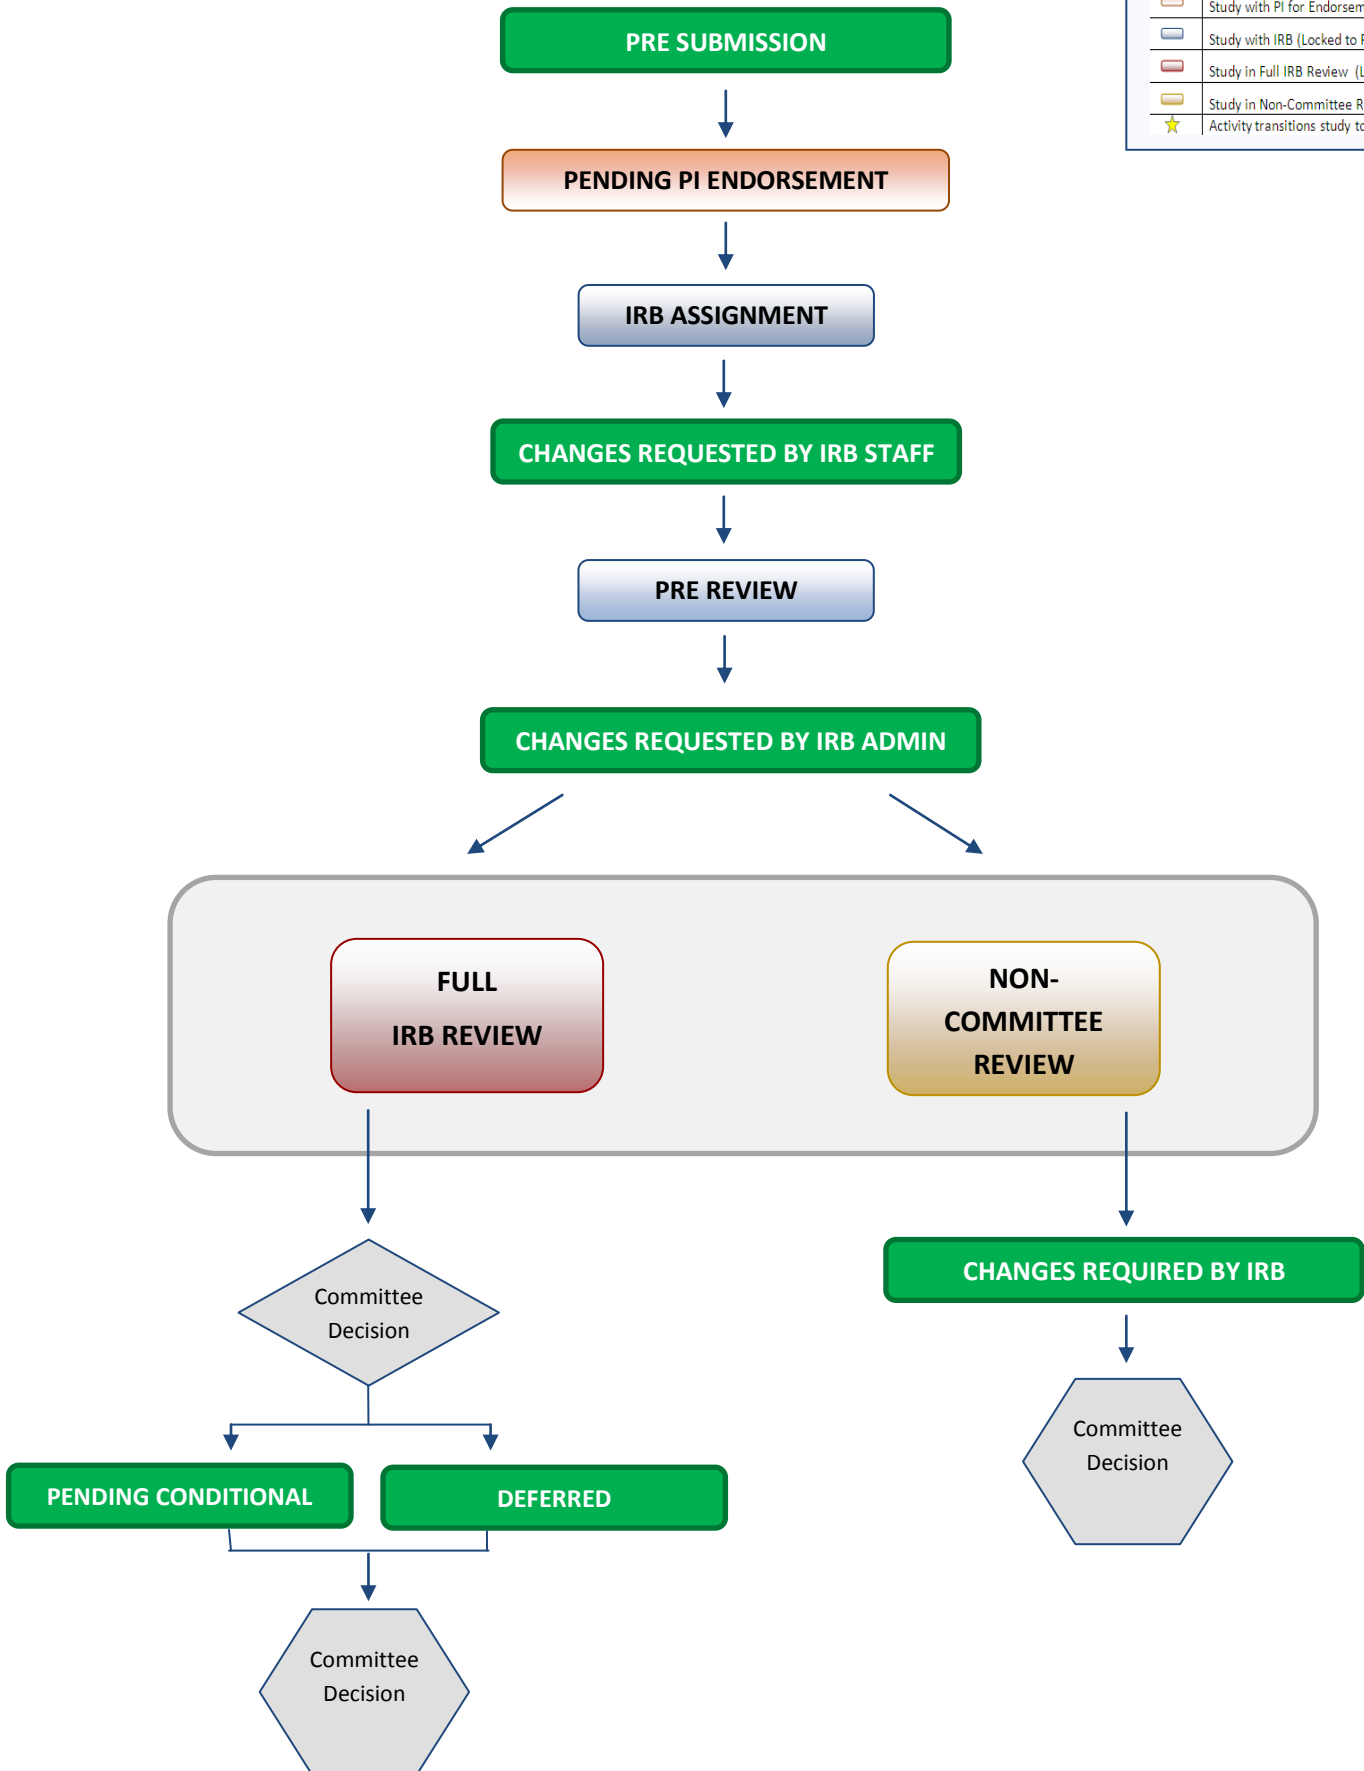 Study with PI for
Study with IRB (Locked to
Study in Full IRB Review
Study in Non-Committee
Activity transitions study to
PRE SUBMISSION
PENDING PI ENDORSEMENT
IRB ASSIGNMENT
CHANGES REQUESTED BY IRB STAFF
PRE REVIEW
CHANGES REQUESTED BY IRB ADMIN
FULL
IRB REVIEW
NON-
COMMITTEE
REVIEW
Committee
Decision
CHANGES REQUIRED BY IRB
Committee
Decision
PENDING CONDITIONAL
DEFERRED
Committee
Decision